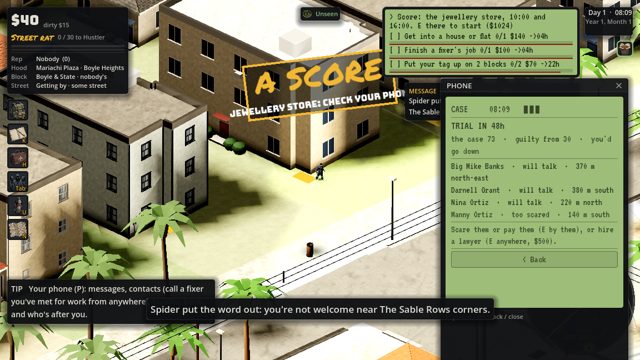 $40 dirty $15
STREET RAT 0 / 30 to Hustler
Rep Nobody (0)
Hood Mariachi Plaza · Boyle Heights
Block Boyle & State · nobody's
Street Getting by · some street
Tab
U
Unseen
> Score: the jewellery store, 10:00 and
16:00. E there to start ($1024)
[ ] Get into a house or flat 0/1 $140 ->04h
[ ] Finish a fixer's job 0/1 $100 ->04h
[ ] Put your tag up on 2 blocks 0/2 $70 ->22h
Day 1 · 08:09
Year 1, Month 1
A SCORE
JEWELLERY STORE: CHECK YOUR PHO
MESSAGE
Spider pu
The Sable
PHONE
CASE 08:09
TRIAL IN 48h
the case 73 · guilty from 30 · you'd
go down
Big Mike Banks · will talk · 370 m
north-east
Darnell Grant · will talk · 380 m south
Nina Ortiz · will talk · 220 m north
Manny Ortiz · too scared · 140 m south
Scare them or pay them (E by them), or hire
a lawyer (E anywhere, $500).
< Back
ck / close
TIP Your phone (P): messages, contacts (call a fixer
you've met for work from anywhere
and who's after you.
Spider put the word out: you're not welcome near The Sable Rows corners.